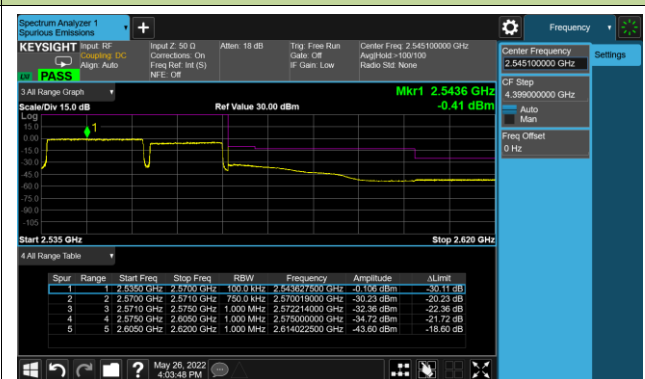 Spectrum Analyzer 1
Spurious Emissions
Frequency
KEYSIGHT Input: RF Input Z: 50 Ω Atten: 18 dB Trig: Free Run Center Freq: 2.545100000 GHz
Coupling: DC Corrections: On Gate: Off Avg|Hold:>100/100
Align: Auto Freq Ref: Int (S) IF Gain: Low Radio Std: None
NFE: Off
LV PASS
Center Frequency
2.545100000 GHz
Settings
CF Step
4.399000000 GHz
Auto
Man
Freq Offset
0 Hz
3 All Range Graph
Mkr1 2.5436 GHz
Scale/Div 15.0 dB Ref Value 30.00 dBm -0.41 dBm
Log
15.0
0.00
-15.0
-30.0
-45.0
-60.0
-75.0
-90.0
-105
1
Start 2.535 GHz Stop 2.620 GHz
4 All Range Table
Spur Range Start Freq Stop Freq RBW Frequency Amplitude ΔLimit
1 1 2.5350 GHz 2.5700 GHz 100.0 kHz 2.543627500 GHz -0.106 dBm -30.11 dB
2 2 2.5700 GHz 2.5710 GHz 750.0 kHz 2.570019000 GHz -30.23 dBm -20.23 dB
3 3 2.5710 GHz 2.5750 GHz 1.000 MHz 2.572214000 GHz -32.36 dBm -22.36 dB
4 4 2.5750 GHz 2.6050 GHz 1.000 MHz 2.575000000 GHz -34.72 dBm -21.72 dB
5 5 2.6050 GHz 2.6200 GHz 1.000 MHz 2.614022500 GHz -43.60 dBm -18.60 dB
May 26, 2022
4:03:48 PM